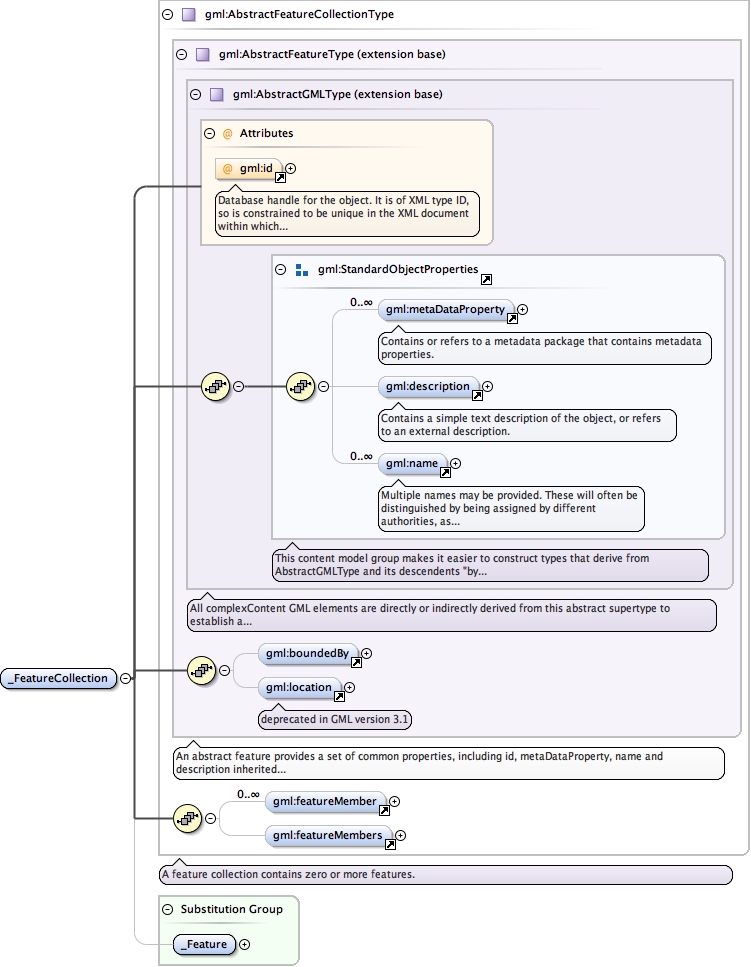 gml:AbstractFeatureCollectionType
gml:AbstractFeatureType (extension base)
gml:AbstractGMLType (extension base)
@ Attributes
@ gml:id
Database handle for the object. It is of XML type ID,
so is constrained to be unique in the XML document
within which...
gml:StandardObjectProperties
0..∞
gml:metaDataProperty
Contains or refers to a metadata package that contains metadata
properties.
gml:description
Contains a simple text description of the object, or refers
to an external description.
0..∞
gml:name
Multiple names may be provided. These will often be
distinguished by being assigned by different
authorities, as...
This content model group makes it easier to construct types that derive from
AbstractGMLType and its descendents "by...
All complexContent GML elements are directly or indirectly derived from this abstract supertype to
establish a...
_FeatureCollection
gml:boundedBy
gml:location
deprecated in GML version 3.1
An abstract feature provides a set of common properties, including id, metaDataProperty, name and
description inherited...
0..∞
gml:featureMember
gml:featureMembers
A feature collection contains zero or more features.
Substitution Group
_Feature